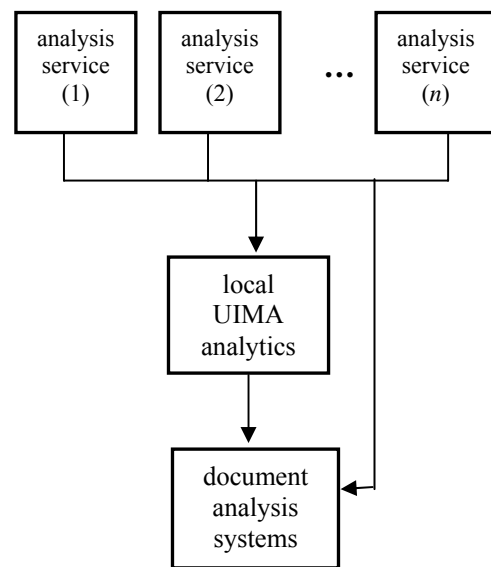 analysis
service
(1)
analysis
service
(2)
...
analysis
service
(n)
local
UIMA
analytics
document
analysis
systems